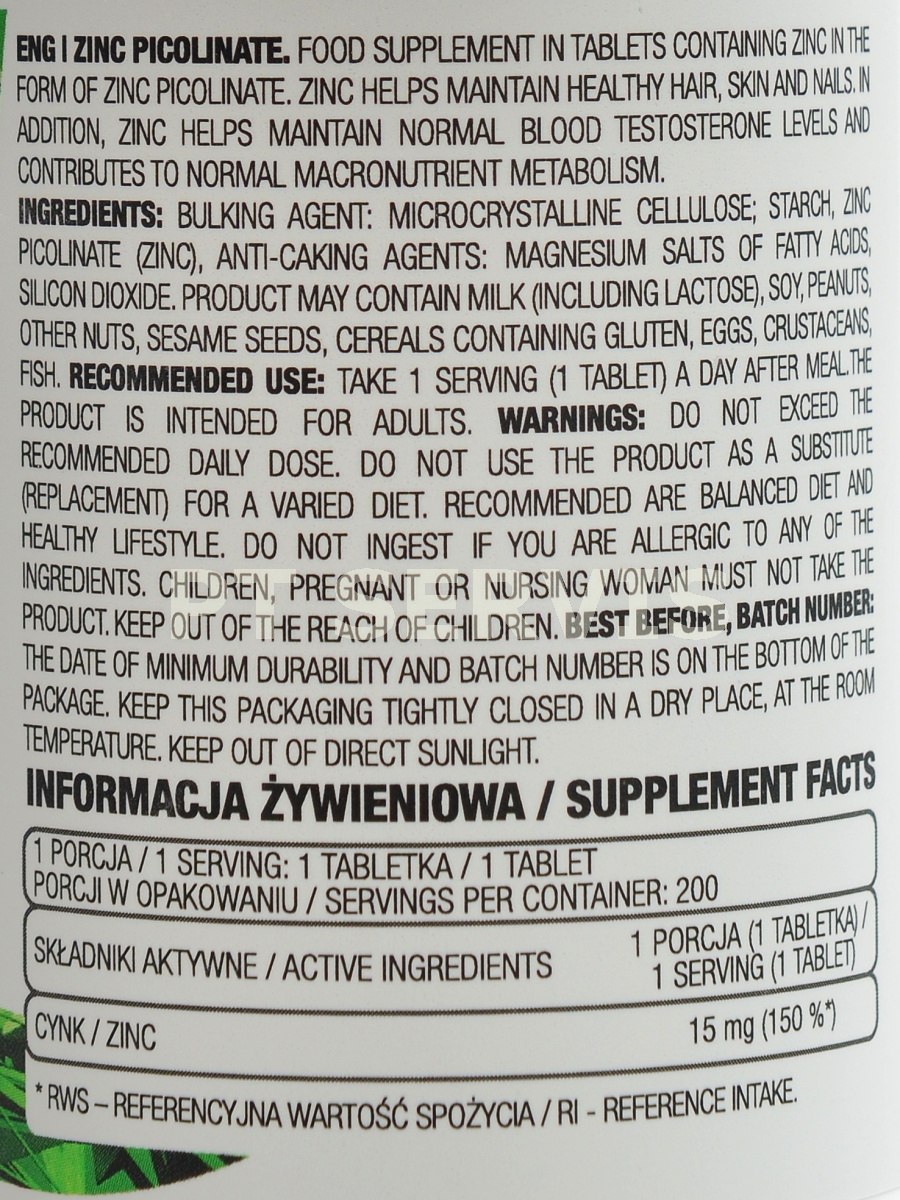 ENG | ZINC PICOLINATE. FOOD SUPPLEMENT IN TABLETS CONTAINING ZINC IN THE
FORM OF ZINC PICOLINATE. ZINC HELPS MAINTAIN HEALTHY HAIR, SKIN AND NAILS. IN
ADDITION, ZINC HELPS MAINTAIN NORMAL BLOOD TESTOSTERONE LEVELS AND
CONTRIBUTES TO NORMAL MACRONUTRIENT METABOLISM.
INGREDIENTS: BULKING AGENT: MICROCRYSTALLINE CELLULOSE; STARCH, ZINC
PICOLINATE (ZINC), ANTI-CAKING AGENTS: MAGNESIUM SALTS OF FATTY ACIDS,
SILICON DIOXIDE. PRODUCT MAY CONTAIN MILK (INCLUDING LACTOSE), SOY, PEANUTS,
OTHER NUTS, SESAME SEEDS, CEREALS CONTAINING GLUTEN, EGGS, CRUSTACEANS,
FISH. RECOMMENDED USE: TAKE 1 SERVING (1 TABLET) A DAY AFTER MEAL.THE
PRODUCT IS INTENDED FOR ADULTS. WARNINGS: DO NOT EXCEED THE
RECOMMENDED DAILY DOSE. DO NOT USE THE PRODUCT AS A SUBSTITUTE
(REPLACEMENT) FOR A VARIED DIET. RECOMMENDED ARE BALANCED DIET AND
HEALTHY LIFESTYLE. DO NOT INGEST IF YOU ARE ALLERGIC TO ANY OF THE
INGREDIENTS. CHILDREN, PREGNANT OR NURSING WOMAN MUST NOT TAKE THE
PRODUCT. KEEP OUT OF THE REACH OF CHILDREN. BEST BEFORE, BATCH NUMBER:
THE DATE OF MINIMUM DURABILITY AND BATCH NUMBER IS ON THE BOTTOM OF THE
PACKAGE. KEEP THIS PACKAGING TIGHTLY CLOSED IN A DRY PLACE, AT THE ROOM
TEMPERATURE. KEEP OUT OF DIRECT SUNLIGHT.
INFORMACJA ŻYWIENIOWA / SUPPLEMENT FACTS
1 PORCJA / 1 SERVING: 1 TABLETKA / 1 TABLET
PORCJI W OPAKOWANIU / SERVINGS PER CONTAINER: 200
SKŁADNIKI AKTYWNE / ACTIVE INGREDIENTS
1 PORCJA (1 TABLETKA) /
1 SERVING (1 TABLET)
CYNK / ZINC 15 mg (150 %*)
* RWS – REFERENCYJNA WARTOŚĆ SPOŻYCIA / RI - REFERENCE INTAKE.